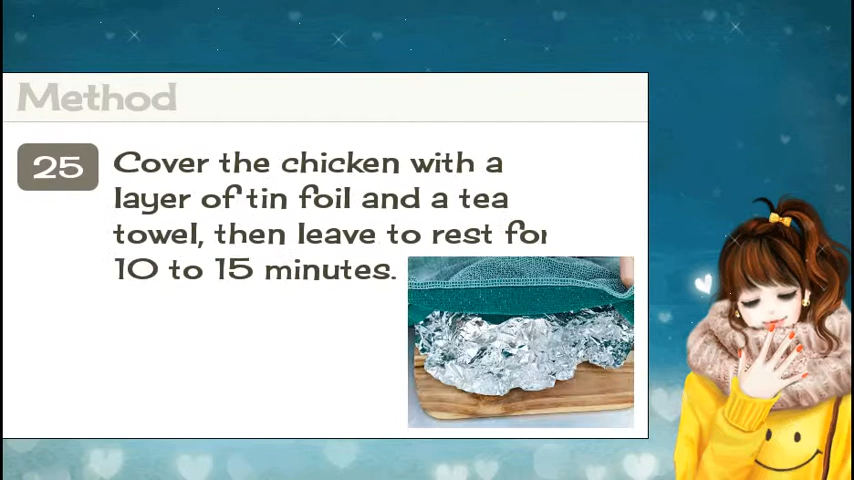 Method
25
Cover the chicken with a
layer of tin foil and a tea
towel, then leave to rest for
10 to 15 minutes.